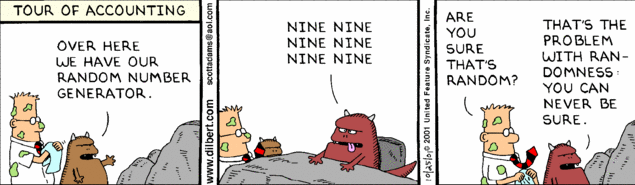 TOUR OF ACCOUNTING
OVER HERE
WE HAVE OUR
RANDOM NUMBER
GENERATOR.
www.dilbert.com
scottadams@aol.com
NINE NINE
NINE NINE
NINE NINE
© 2001 United Feature Syndicate, Inc.
ARE
YOU
SURE
THAT'S
RANDOM?
THAT'S THE
PROBLEM
WITH RAN-
DOMNESS:
YOU CAN
NEVER BE
SURE.